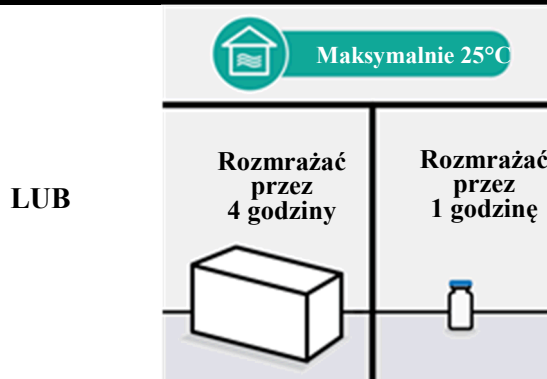 Maksymalnie 25°C
LUB
Rozmrażać
przez
4 godziny
Rozmrażać
przez
1 godzinę